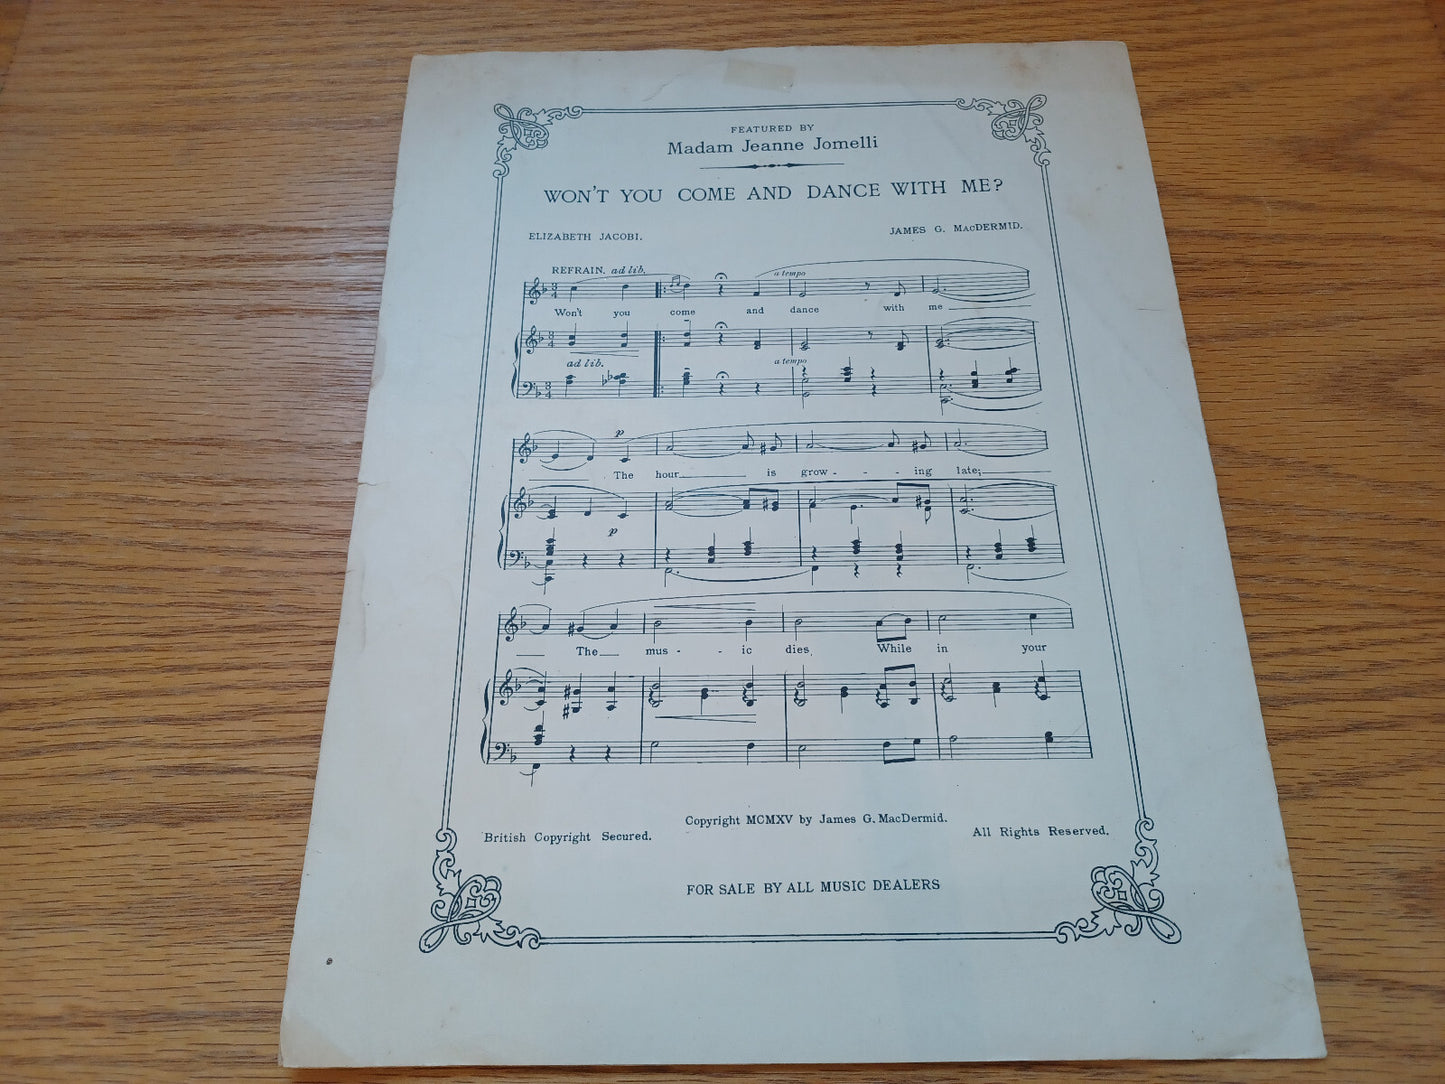 FEATURED BY
Madam Jeanne Jomelli
WON'T YOU COME AND DANCE WITH ME?
ELIZABETH JACOBI.
JAMES G. MACDERMID.
REFRAIN. ad lib.
a tempo
Won't you come and dance with me
ad lib.
a tempo
p
The hour is grow - - - ing late;
p
The mus - - ic dies, While in your
Copyright MCMXV by James G. MacDermid.
British Copyright Secured.
All Rights Reserved.
FOR SALE BY ALL MUSIC DEALERS